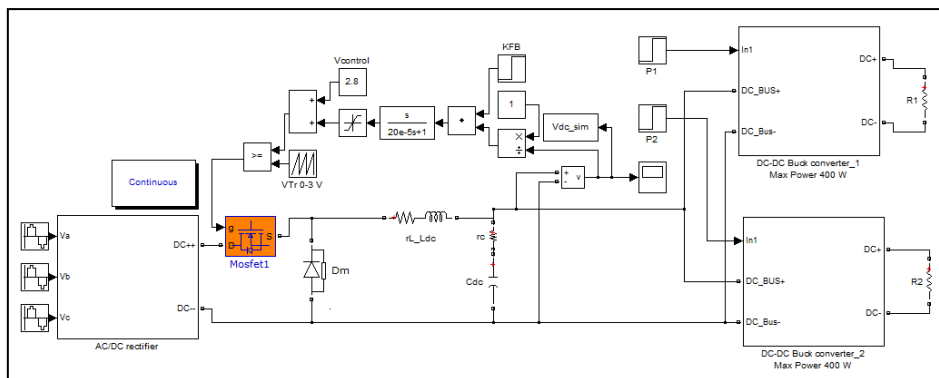 KFB
Vcontrol
2.8
1
Vdc_sim
+
+
s
20e-5s+1
×
÷
>=
VTr 0-3 V
+
-
v
P1
P2
In1
DC_BUS+
DC_Bus-
DC+
DC-
R1
DC-DC Buck converter_1
Max Power 400 W
Continuous
g
D
S
Mosfet1
Dm
rL_Ldc
rc
+
Cdc
Va
Vb
Vc
DC++
DC--
AC/DC rectifier
In1
DC_BUS+
DC_Bus-
DC+
DC-
R2
DC-DC Buck converter_2
Max Power 400 W